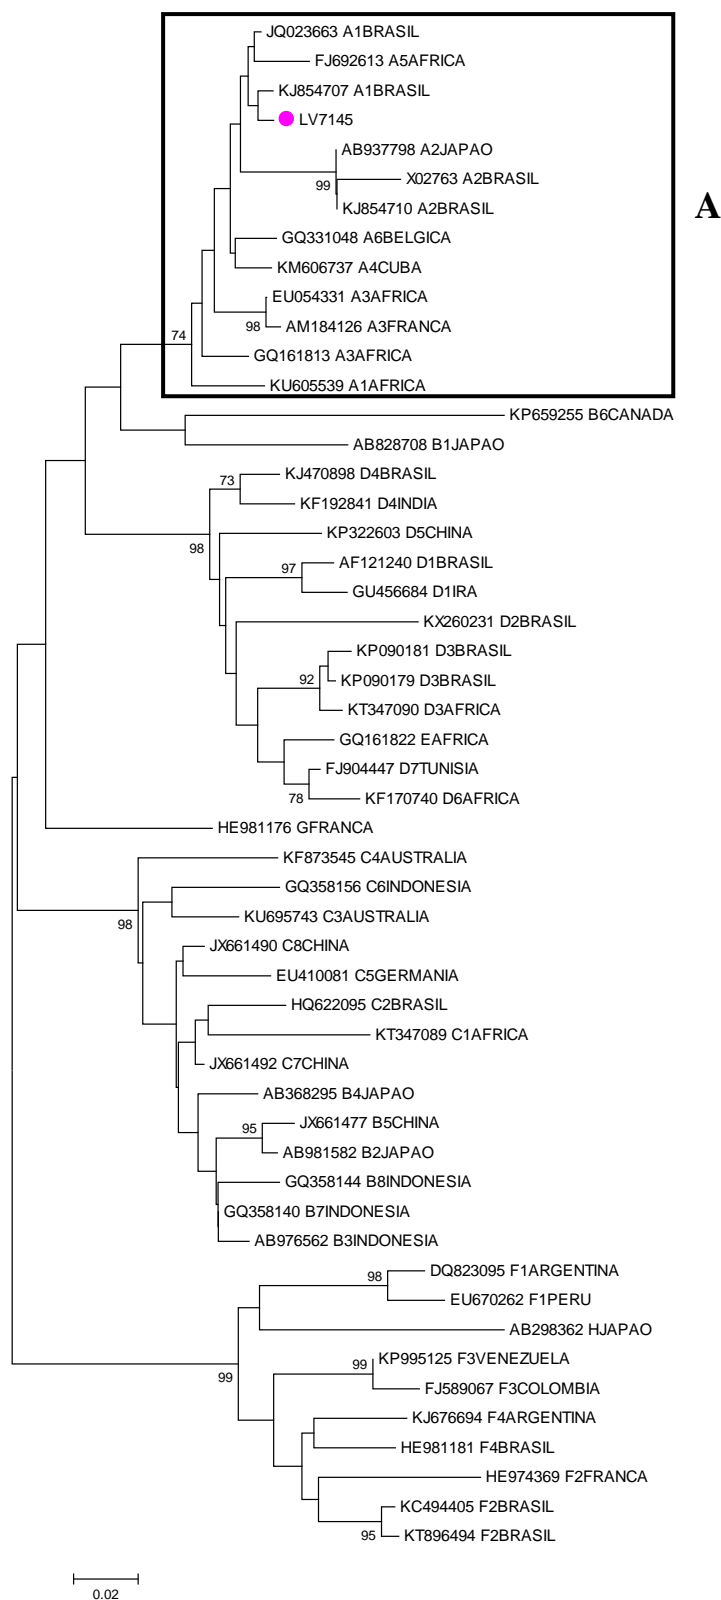 JQ023663 A1BRASIL
FJ692613 A5AFRICA
KJ854707 A1BRASIL
LV7145
AB937798 A2JAPAO
X02763 A2BRASIL
99
KJ854710 A2BRASIL
A
GQ331048 A6BELGICA
KM606737 A4CUBA
EU054331 A3AFRICA
98
AM184126 A3FRANCA
74
GQ161813 A3AFRICA
KU605539 A1AFRICA
KP659255 B6CANADA
AB828708 B1JAPAO
KJ470898 D4BRASIL
73
KF192841 D4INDIA
KP322603 D5CHINA
98
AF121240 D1BRASIL
97
GU456684 D1IRA
KX260231 D2BRASIL
KP090181 D3BRASIL
92
KP090179 D3BRASIL
KT347090 D3AFRICA
GQ161822 EAFRICA
FJ904447 D7TUNISIA
78
KF170740 D6AFRICA
HE981176 GFRANCA
KF873545 C4AUSTRALIA
GQ358156 C6INDONESIA
98
KU695743 C3AUSTRALIA
JX661490 C8CHINA
EU410081 C5GERMANIA
HQ622095 C2BRASIL
KT347089 C1AFRICA
JX661492 C7CHINA
AB368295 B4JAPAO
JX661477 B5CHINA
95
AB981582 B2JAPAO
GQ358144 B8INDONESIA
GQ358140 B7INDONESIA
AB976562 B3INDONESIA
DQ823095 F1ARGENTINA
98
EU670262 F1PERU
AB298362 HJAPAO
KP995125 F3VENEZUELA
99
99
FJ589067 F3COLOMBIA
KJ676694 F4ARGENTINA
HE981181 F4BRASIL
HE974369 F2FRANCA
KC494405 F2BRASIL
95
KT896494 F2BRASIL
0.02